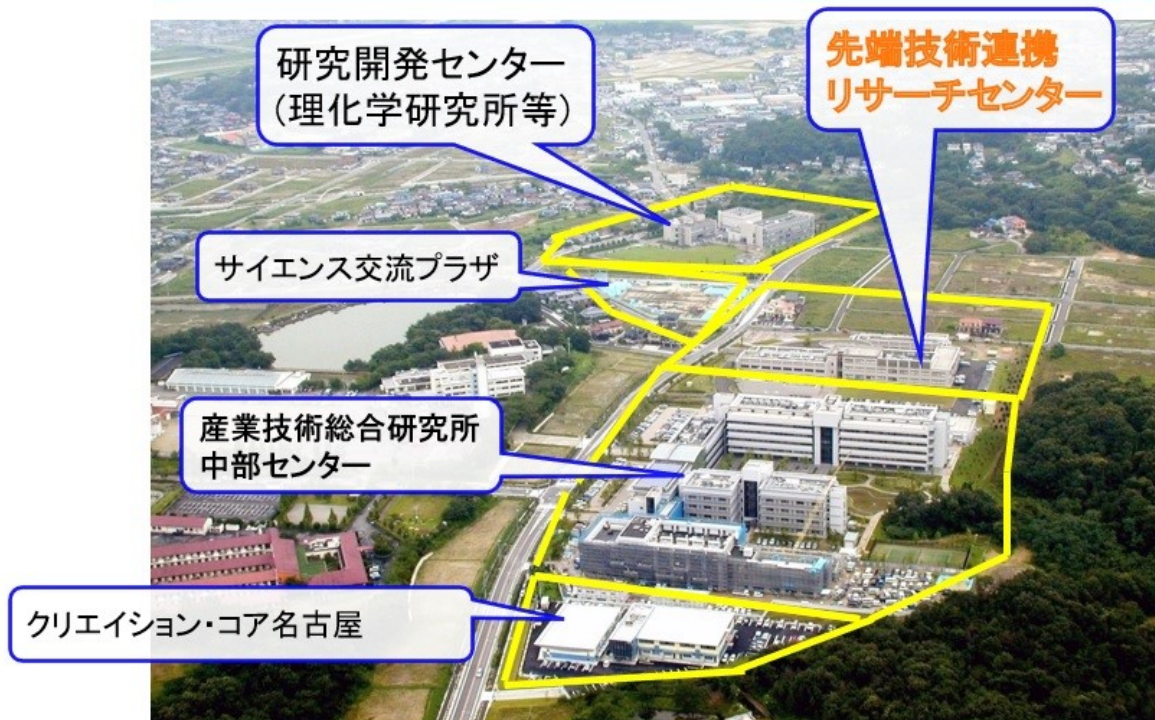 研究開発センター
(理化学研究所等)
先端技術連携
リサーチセンター
サイエンス交流プラザ
産業技術総合研究所
中部センター
クリエイション・コア名古屋